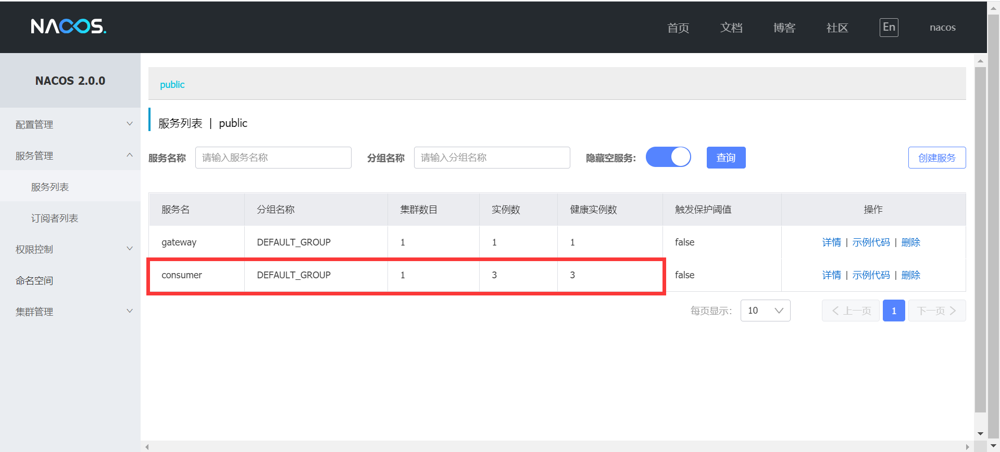 NACOS.
首页 文档 博客 社区 En nacos
NACOS 2.0.0
配置管理
服务管理
服务列表
订阅者列表
权限控制
命名空间
集群管理
public
服务列表 | public
服务名称 请输入服务名称 分组名称 请输入分组名称 隐藏空服务: 查询 创建服务
服务名 分组名称 集群数目 实例数 健康实例数 触发保护阈值 操作
gateway DEFAULT_GROUP 1 1 1 false 详情 | 示例代码 | 删除
consumer DEFAULT_GROUP 1 3 3 false 详情 | 示例代码 | 删除
每页显示: 10 上一页 1 下一页